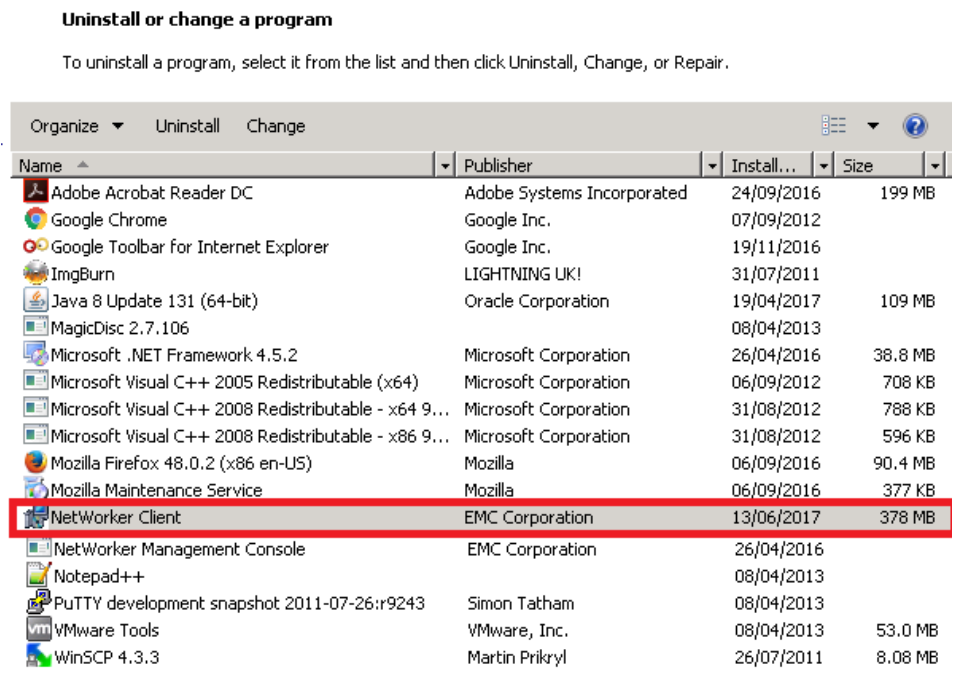 Uninstall or change a program
To uninstall a program, select it from the list and then click Uninstall, Change, or Repair.
Organize Uninstall Change
Name Publisher Install... Size
Adobe Acrobat Reader DC Adobe Systems Incorporated 24/09/2016 199 MB
Google Chrome Google Inc. 07/09/2012
Google Toolbar for Internet Explorer Google Inc. 19/11/2016
ImgBurn LIGHTNING UK! 31/07/2011
Java 8 Update 131 (64-bit) Oracle Corporation 19/04/2017 109 MB
MagicDisc 2.7.106 08/04/2013
Microsoft .NET Framework 4.5.2 Microsoft Corporation 26/04/2016 38.8 MB
Microsoft Visual C++ 2005 Redistributable (x64) Microsoft Corporation 06/09/2012 708 KB
Microsoft Visual C++ 2008 Redistributable - x64 9... Microsoft Corporation 31/08/2012 788 KB
Microsoft Visual C++ 2008 Redistributable - x86 9... Microsoft Corporation 31/08/2012 596 KB
Mozilla Firefox 48.0.2 (x86 en-US) Mozilla 06/09/2016 90.4 MB
Mozilla Maintenance Service Mozilla 06/09/2016 377 KB
NetWorker Client EMC Corporation 13/06/2017 378 MB
NetWorker Management Console EMC Corporation 26/04/2016
Notepad++ 08/04/2013
PuTTY development snapshot 2011-07-26:r9243 Simon Tatham 08/04/2013
vm VMware Tools VMware, Inc. 08/04/2013 53.0 MB
WinSCP 4.3.3 Martin Prikryl 26/07/2011 8.08 MB